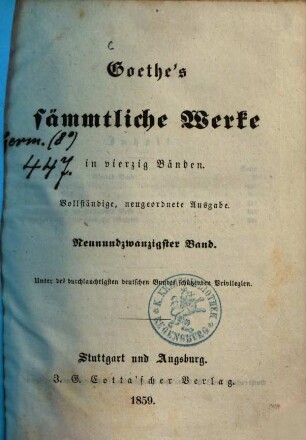 Goethe's
sämmtliche Werke
Germ. (8°)
447.
in vierzig Bänden.
Vollständige, neugeordnete Ausgabe.
Neunundzwanzigster Band.
Unter des durchlauchtigsten deutschen Bundes schützenden Privilegien.
REGENSBURG
Stuttgart und Augsburg.
J. G. Cotta'scher Verlag.
1859.